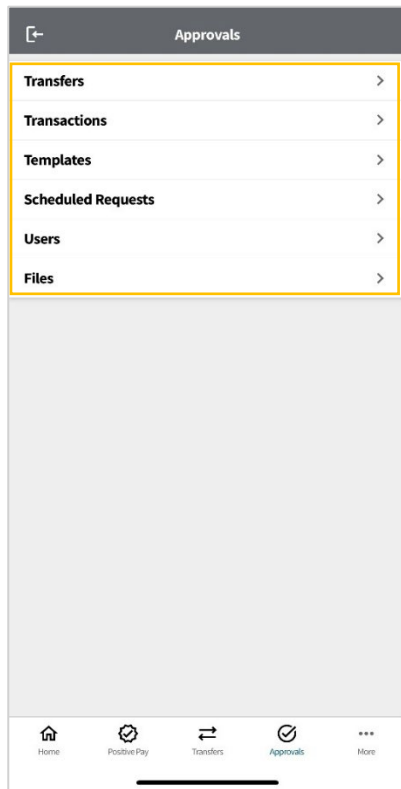 Approvals
Transfers
Transactions
Templates
Scheduled Requests
Users
Files
Home Positive Pay Transfers Approvals More